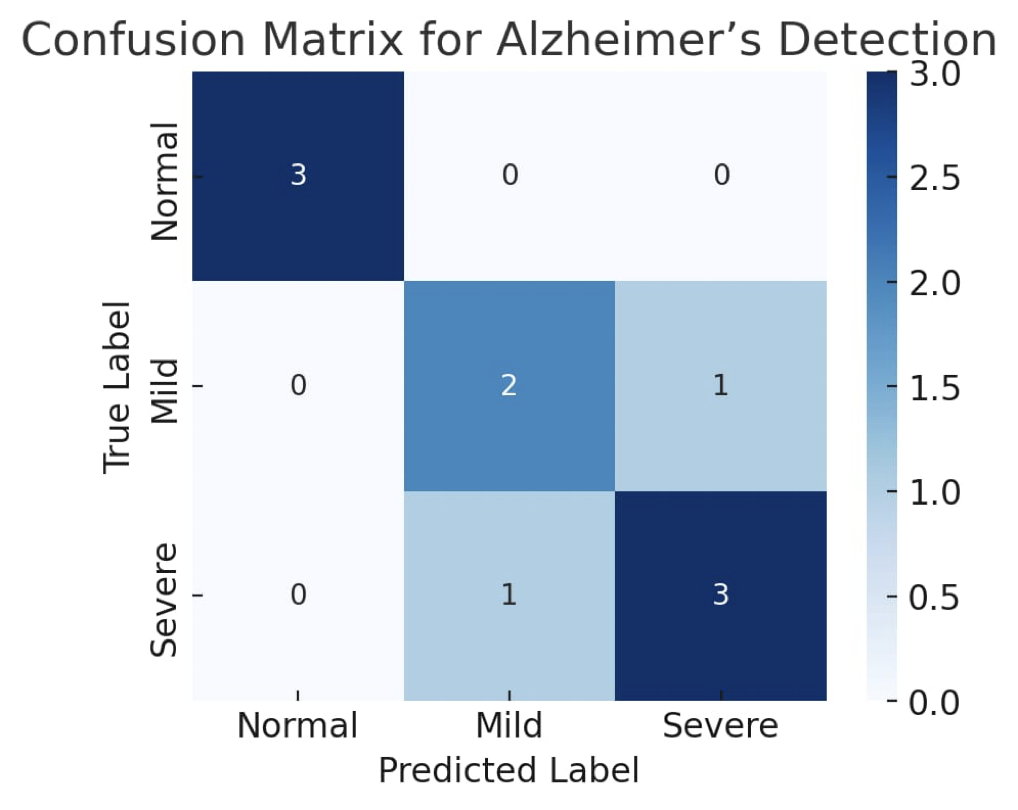 Confusion Matrix for Alzheimer’s Detection
True Label
Normal
3
0
0
Mild
0
2
1
Severe
0
1
3
Normal
Mild
Severe
Predicted Label
3.0
2.5
2.0
1.5
1.0
0.5
0.0